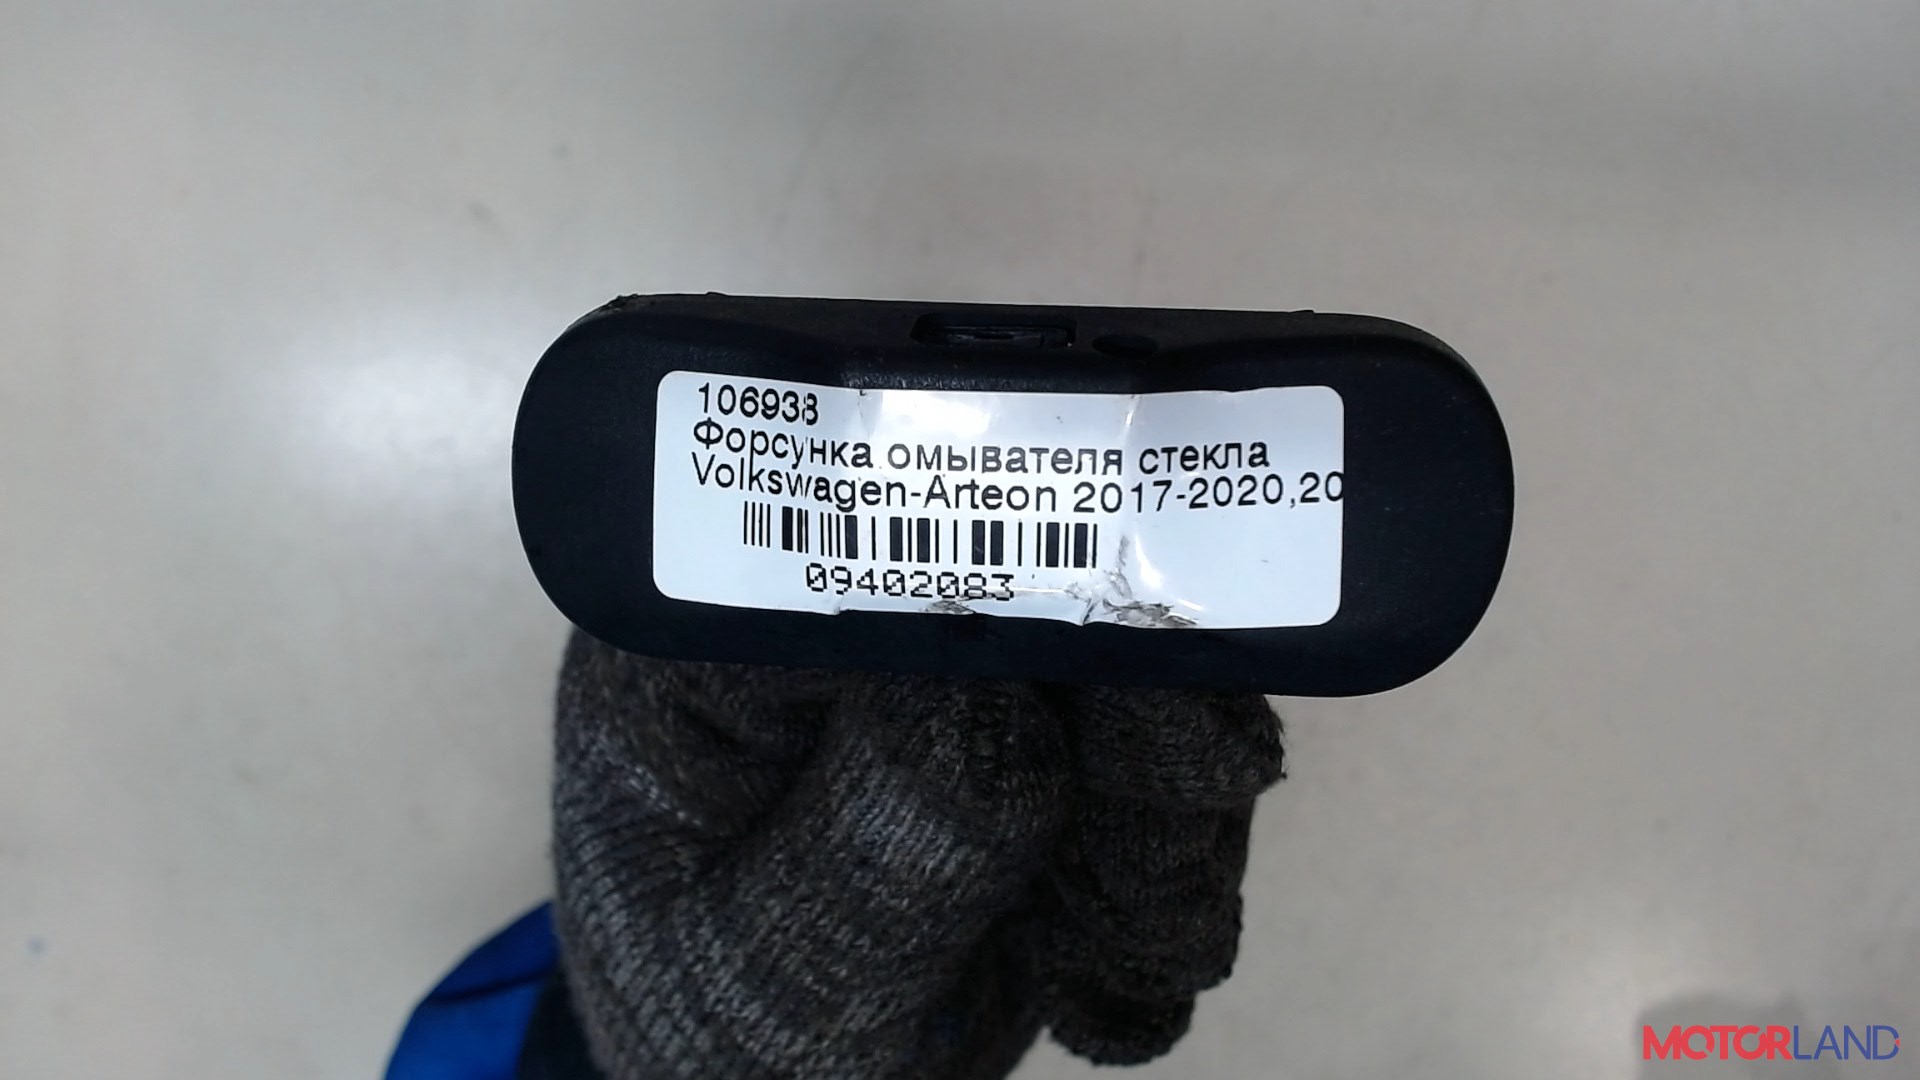 106938
Форсунка омывателя стекла
Volkswagen-Arteon 2017-2020,20
09402083
MOTORLAND